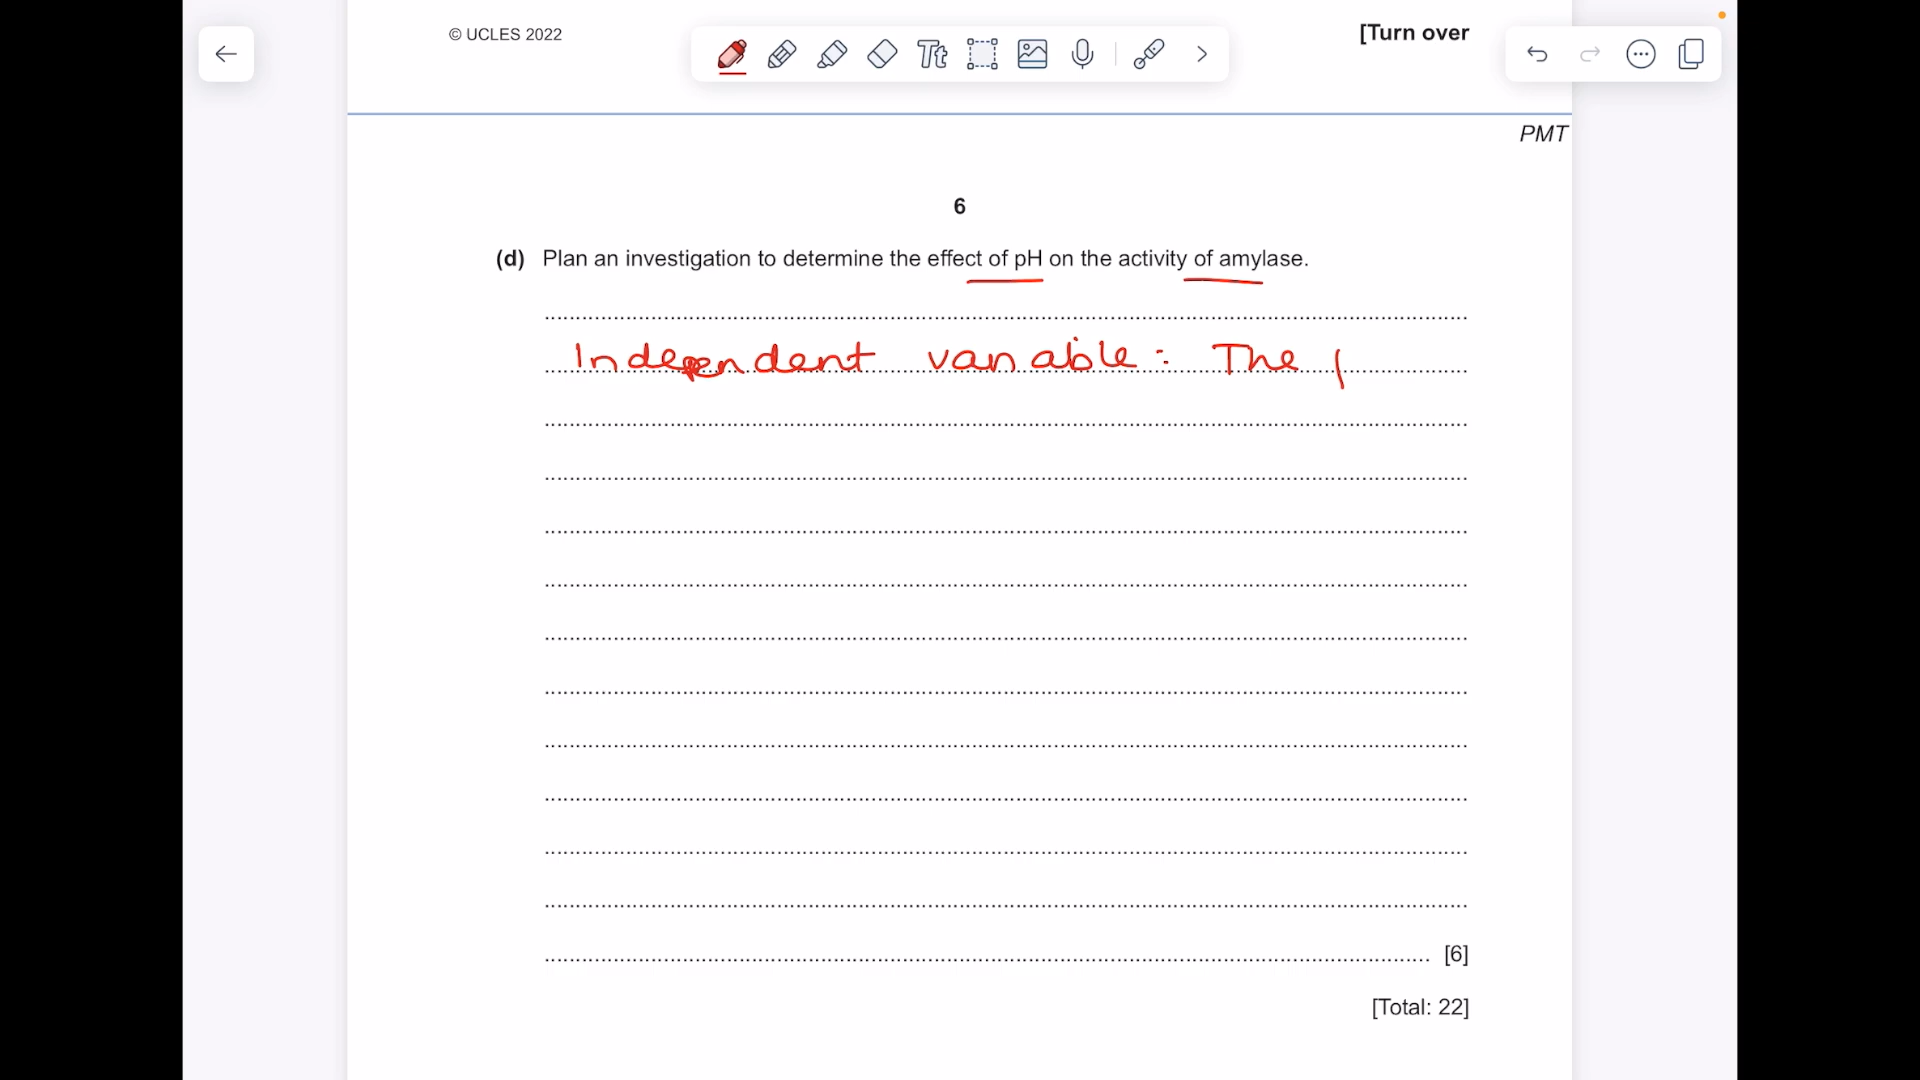 © UCLES 2022
[Turn over
Tt
PMT
6
(d) Plan an investigation to determine the effect of pH on the activity of amylase.
Independent variable: The p
[6]
[Total: 22]